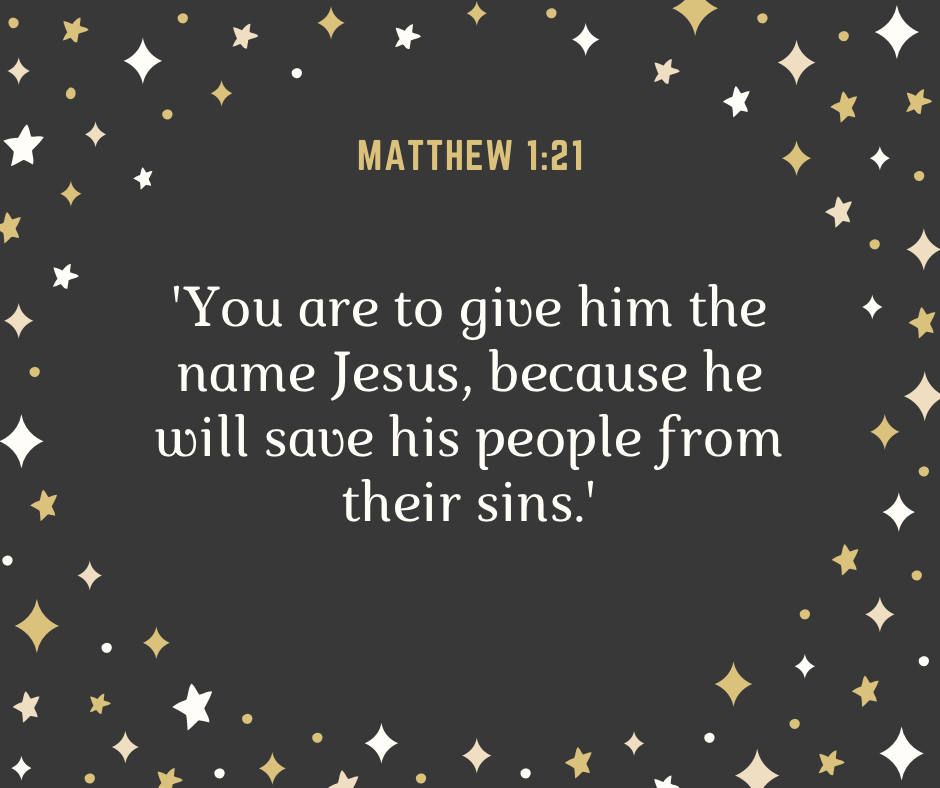 MATTHEW 1:21
'You are to give him the
name Jesus, because he
will save his people from
their sins.'